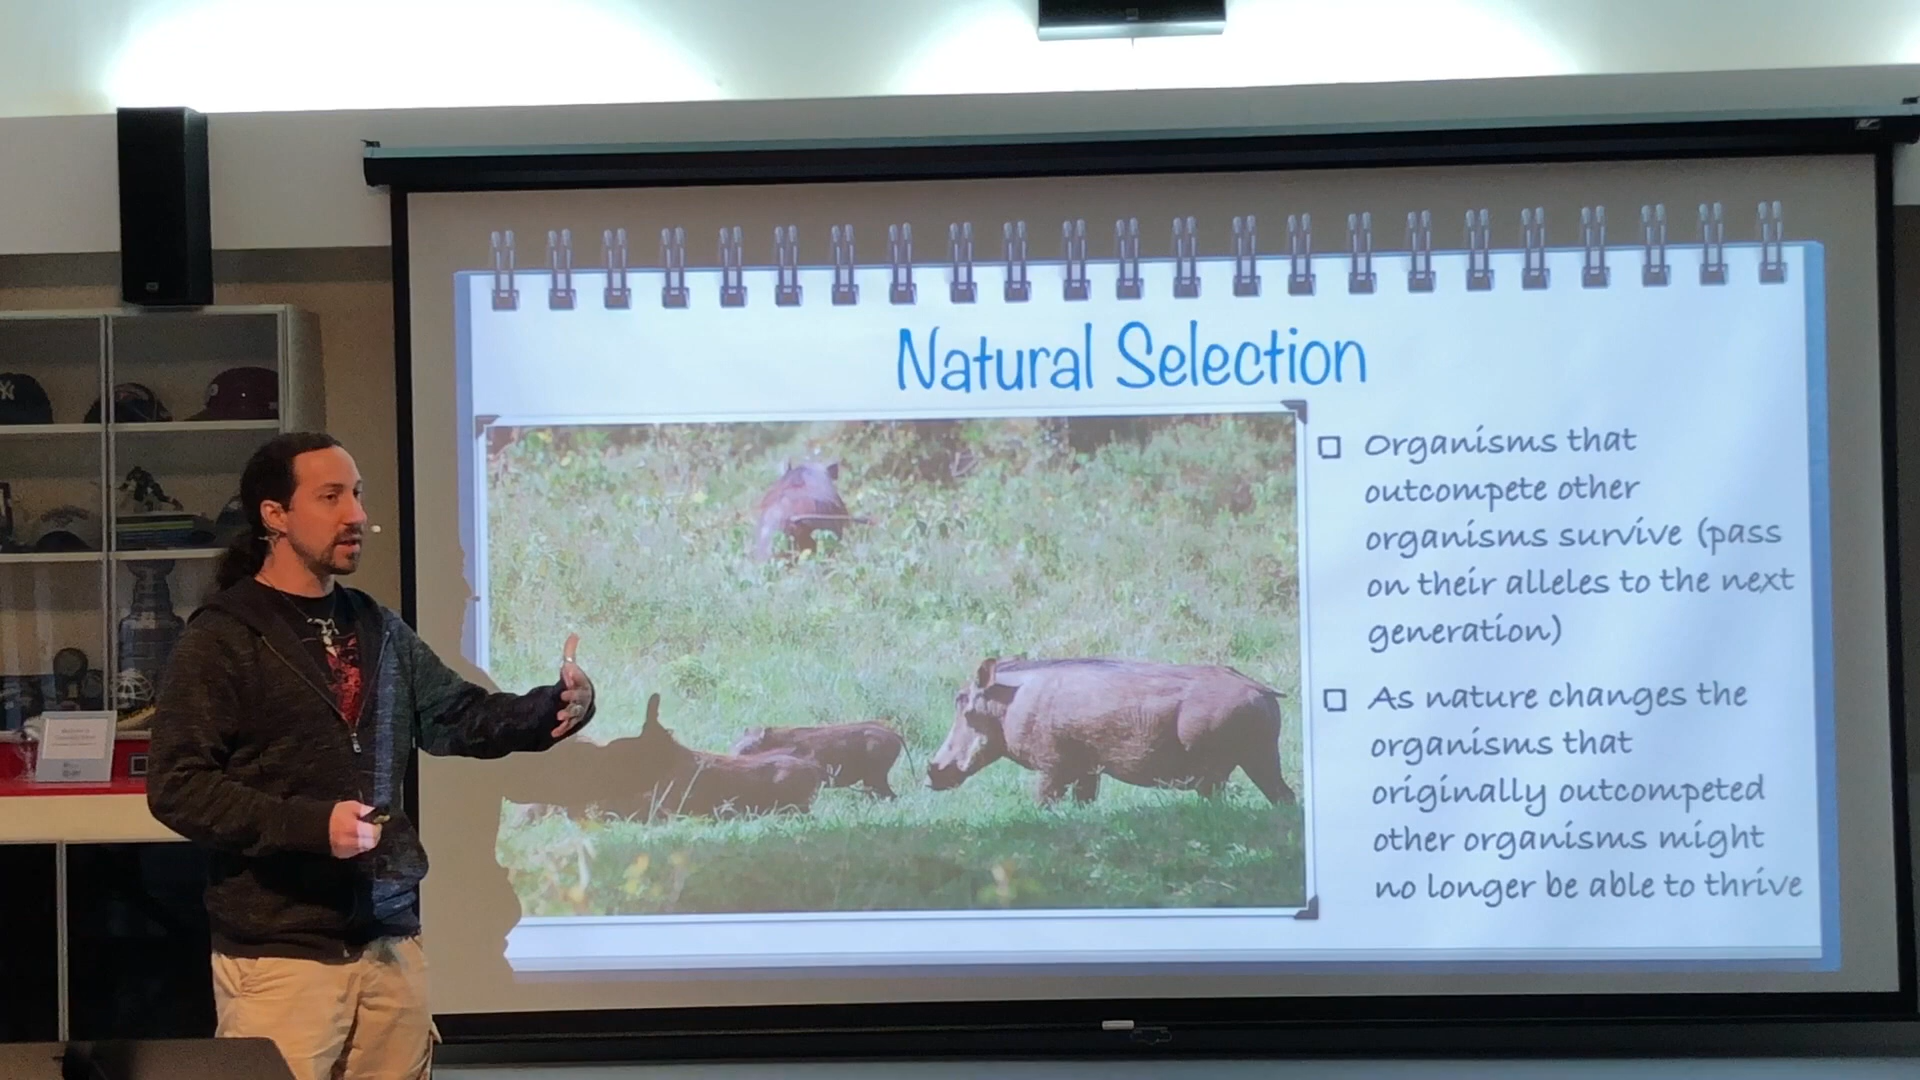 Natural Selection
Organisms that
outcompete other
organisms survive (pass
on their alleles to the next
generation)
As nature changes the
organisms that
originally outcompeted
other organisms might
no longer be able to thrive